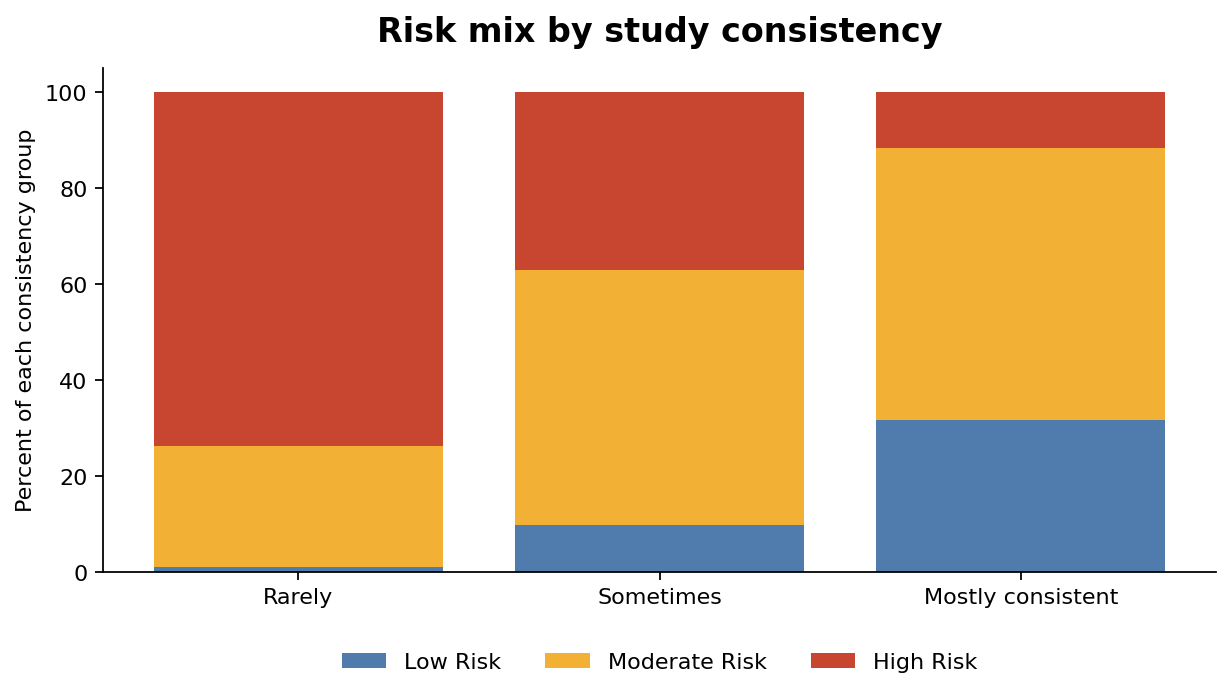 Risk mix by study consistency
Percent of each consistency group
100
80
60
40
20
0
Rarely
Sometimes
Mostly consistent
Low Risk
Moderate Risk
High Risk